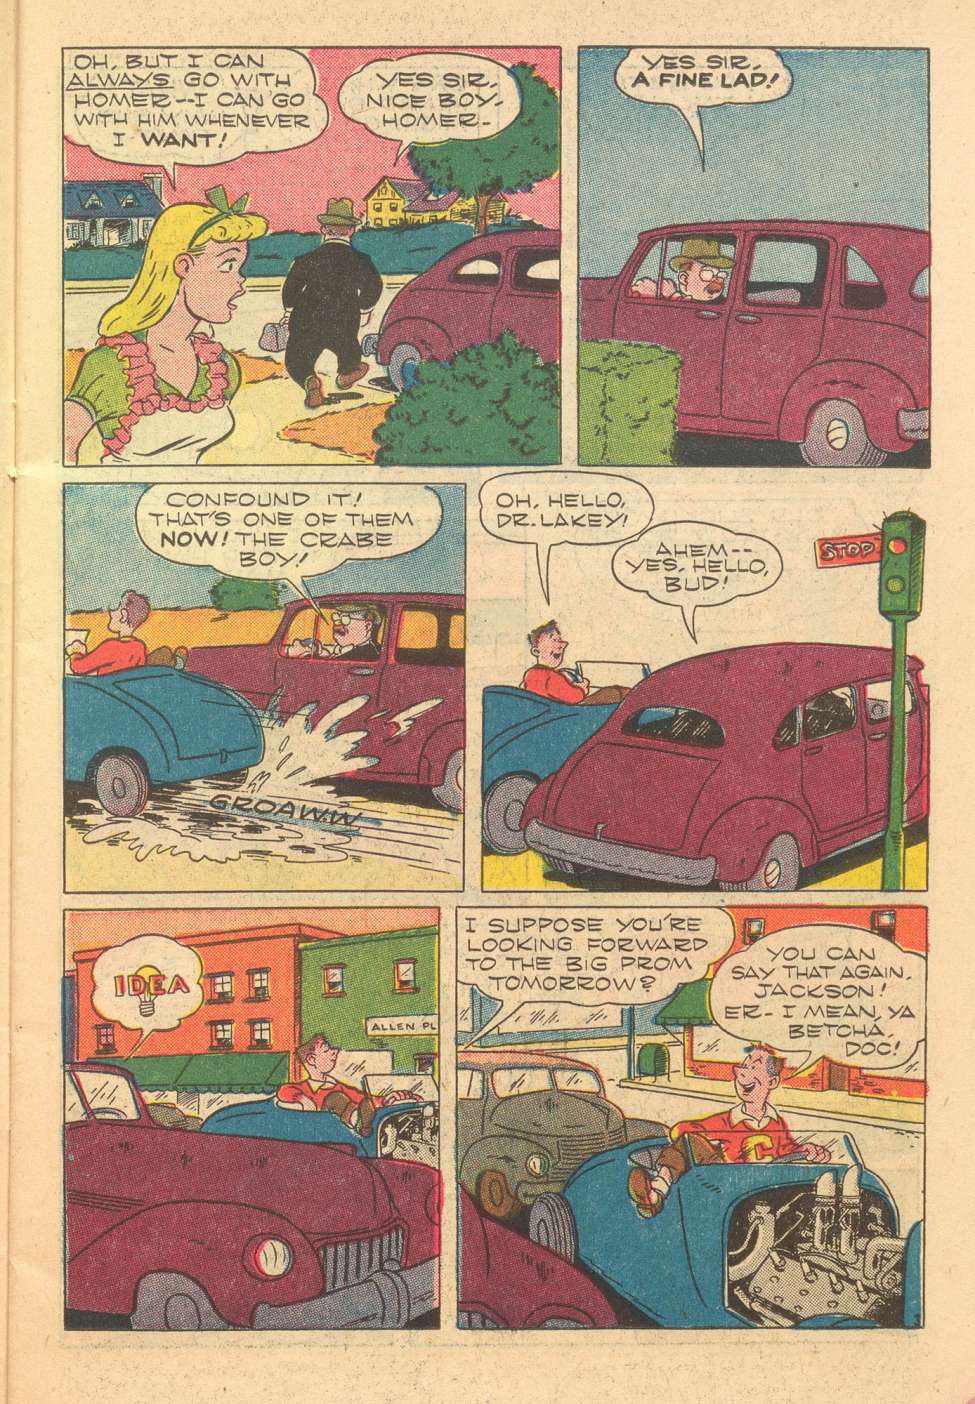 OH, BUT I CAN
ALWAYS GO WITH
HOMER--I CAN GO
WITH HIM WHENEVER
I WANT!
YES SIR,
NICE BOY,
HOMER-
YES SIR,
A FINE LAD!
CONFOUND IT!
THAT'S ONE OF THEM
NOW! THE CRABE
BOY!
GROAWW
OH, HELLO,
DR. LAKEY!
AHEM--
YES, HELLO,
BUD!
STOP
IDEA
ALLEN PL
I SUPPOSE YOU'RE
LOOKING FORWARD
TO THE BIG PROM
TOMORROW?
YOU CAN
SAY THAT AGAIN,
JACKSON!
ER- I MEAN, YA
BETCHA,
DOC!
C
3